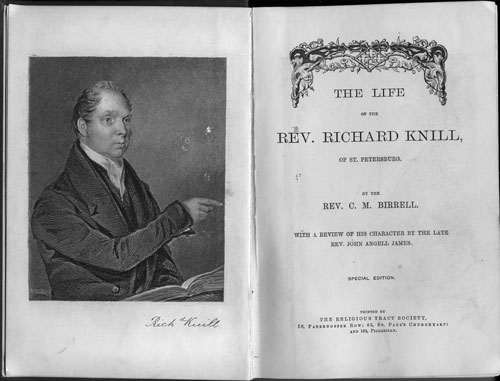 Richd Knill
THE LIFE
OF THE
REV. RICHARD KNILL,
OF ST. PETERSBURG.
BY THE
REV. C. M. BIRRELL.
WITH A REVIEW OF HIS CHARACTER BY THE LATE
REV. JOHN ANGELL JAMES.
SPECIAL EDITION.
PRINTED BY
THE RELIGIOUS TRACT SOCIETY,
56, PATERNOSTER ROW; 65, ST. PAUL'S CHURCHYARD;
AND 164, PICCADILLY.